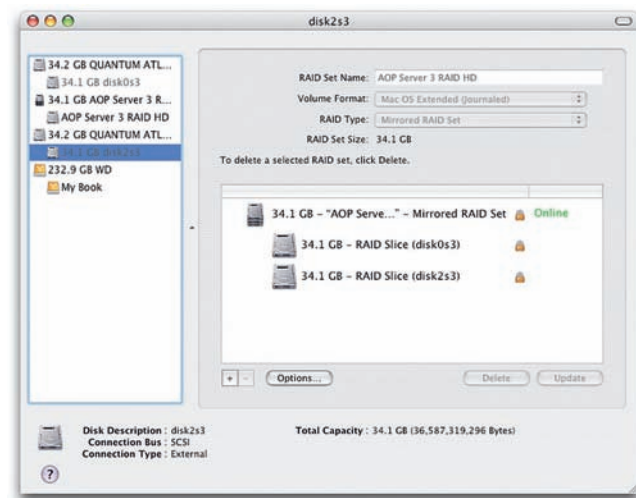 disk2s3
34.2 GB QUANTUM ATL...
34.1 GB disk0s3
34.1 GB AOP Server 3 R...
AOP Server 3 RAID HD
34.2 GB QUANTUM ATL...
34.1 GB disk2s3
232.9 GB WD
My Book
RAID Set Name: AOP Server 3 RAID HD
Volume Format: Mac OS Extended (Journaled)
RAID Type: Mirrored RAID Set
RAID Set Size: 34.1 GB
To delete a selected RAID set, click Delete.
34.1 GB – "AOP Serve..." – Mirrored RAID Set Online
34.1 GB – RAID Slice (disk0s3)
34.1 GB – RAID Slice (disk2s3)
+ - Options... Delete Update
Disk Description : disk2s3 Total Capacity : 34.1 GB (36,587,319,296 Bytes)
Connection Bus : SCSI
Connection Type : External
?